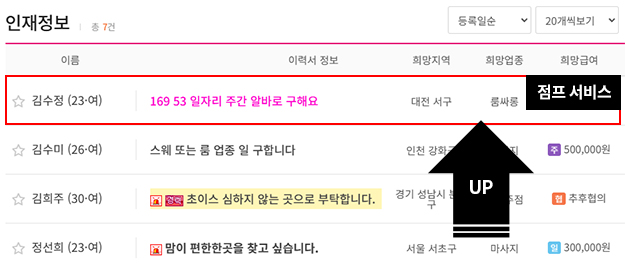 인재정보 총 7건 등록일순 20개씩보기
이름 이력서 정보 희망지역 희망업종 희망급여
점프 서비스
김수정 (23·여) 169 53 일자리 주간 알바로 구해요 대전 서구 룸싸롱
김수미 (26·여) 스웨 또는 룸 업종 일 구합니다 인천 강화군 지 주 500,000원
UP
김희주 (30·여) 초이스 심하지 않는 곳으로 부탁합니다. 경기 성남시 분 구 주점 협 추후협의
정선희 (23·여) 맘이 편한한곳을 찾고 싶습니다. 서울 서초구 마사지 일 300,000원